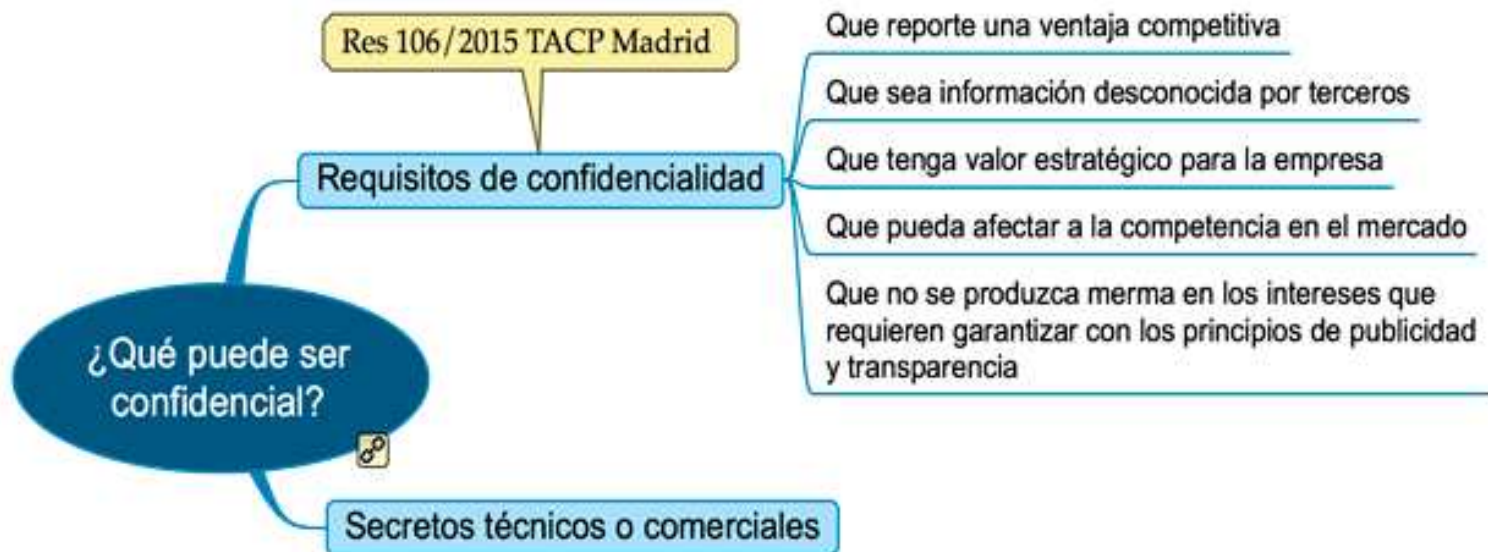 Res 106/2015 TACP Madrid
Que reporte una ventaja competitiva
Que sea información desconocida por terceros
Requisitos de confidencialidad
Que tenga valor estratégico para la empresa
Que pueda afectar a la competencia en el mercado
Que no se produzca merma en los intereses que
requieren garantizar con los principios de publicidad
y transparencia
¿Qué puede ser
confidencial?
Secretos técnicos o comerciales